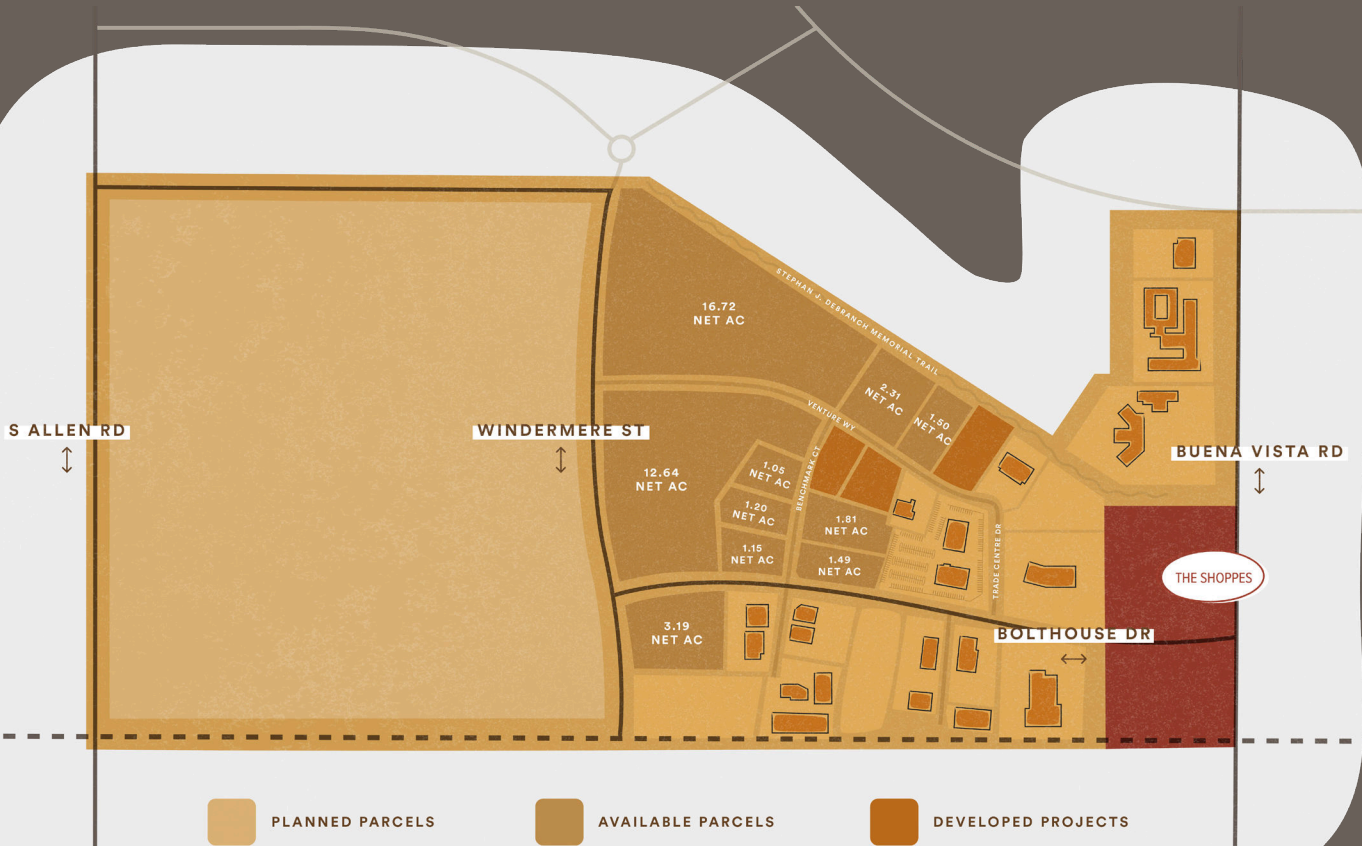 STEPHAN J. DEBRANCH MEMORIAL TRAIL
16.72
NET AC
2.31
NET AC
1.50
NET AC
VENTURE WY
S ALLEN RD
WINDERMERE ST
BUENA VISTA RD
12.64
NET AC
1.05
NET AC
BENCHMARK CT
1.20
NET AC
1.81
NET AC
1.15
NET AC
1.49
NET AC
TRADE CENTRE DR
THE SHOPPES
3.19
NET AC
BOLTHOUSE DR
PLANNED PARCELS
AVAILABLE PARCELS
DEVELOPED PROJECTS